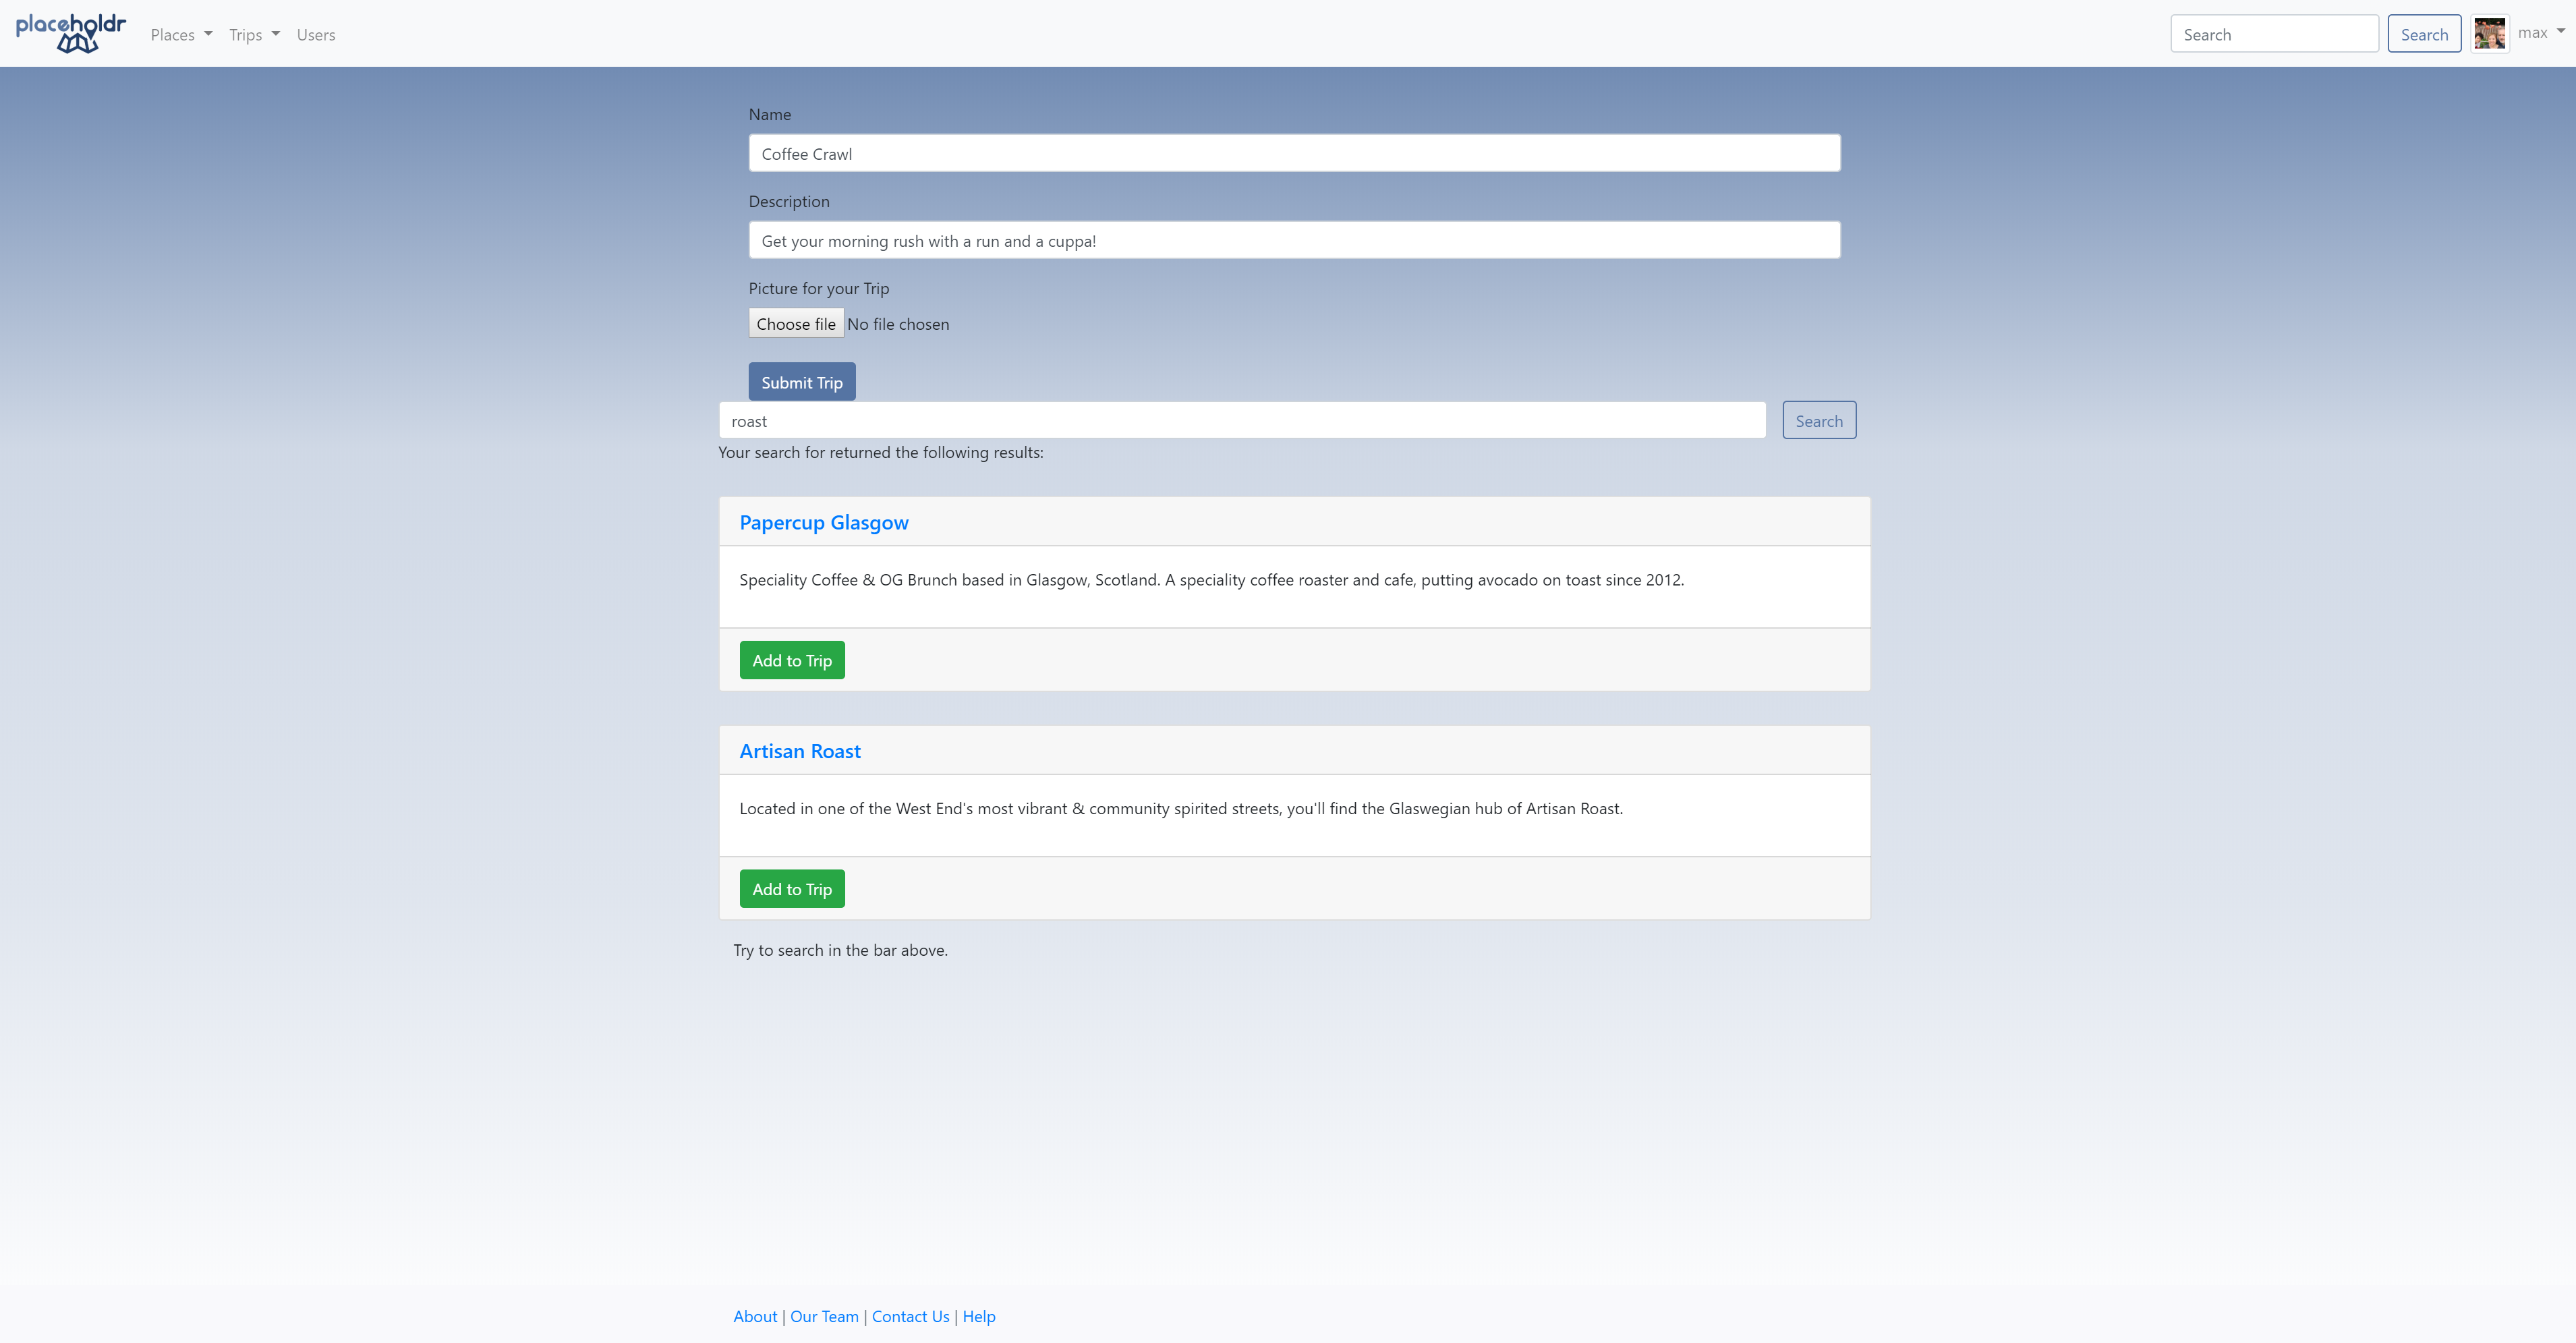 placeholdr Places Trips Users Search Search max
Name
Coffee Crawl
Description
Get your morning rush with a run and a cuppa!
Picture for your Trip
Choose file No file chosen
Submit Trip
roast Search
Your search for returned the following results:
Papercup Glasgow
Speciality Coffee & OG Brunch based in Glasgow, Scotland. A speciality coffee roaster and cafe, putting avocado on toast since 2012.
Add to Trip
Artisan Roast
Located in one of the West End's most vibrant & community spirited streets, you'll find the Glaswegian hub of Artisan Roast.
Add to Trip
Try to search in the bar above.
About | Our Team | Contact Us | Help